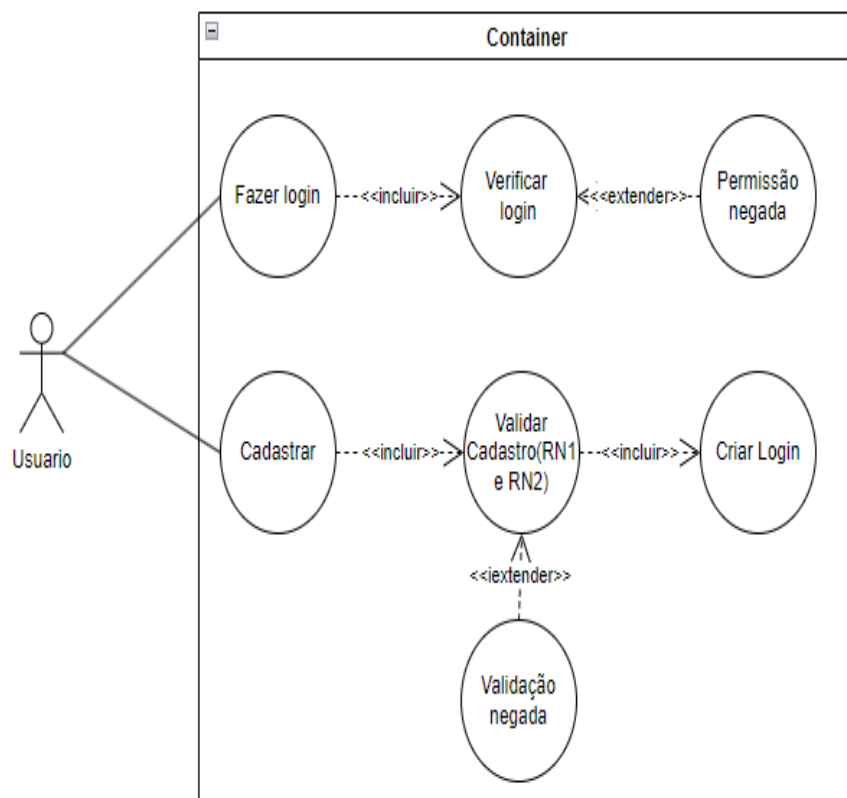 Container
Fazer login
<<incluir>>
Verificar
login
<<extender>>
Permissão
negada
Usuario
Cadastrar
<<incluir>>
Validar
Cadastro(RN1
e RN2)
<<incluir>>
Criar Login
<<iextender>>
Validação
negada